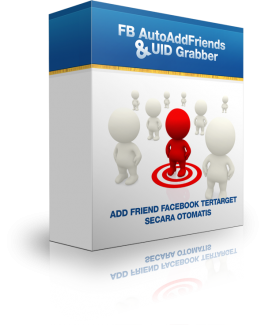 FB AutoAddFriends
& UID Grabber
ADD FRIEND FACEBOOK TERTARGET
SECARA OTOMATIS